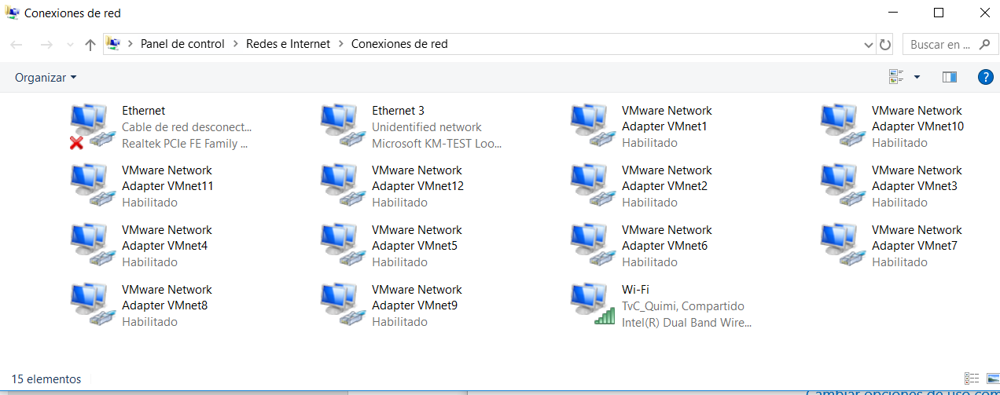 Conexiones de red
Panel de control > Redes e Internet > Conexiones de red
Buscar en ...
Organizar
?
Ethernet
Cable de red desconect...
Realtek PCIe FE Family ...
Ethernet 3
Unidentified network
Microsoft KM-TEST Loo...
VMware Network
Adapter VMnet1
Habilitado
VMware Network
Adapter VMnet10
Habilitado
VMware Network
Adapter VMnet11
Habilitado
VMware Network
Adapter VMnet12
Habilitado
VMware Network
Adapter VMnet2
Habilitado
VMware Network
Adapter VMnet3
Habilitado
VMware Network
Adapter VMnet4
Habilitado
VMware Network
Adapter VMnet5
Habilitado
VMware Network
Adapter VMnet6
Habilitado
VMware Network
Adapter VMnet7
Habilitado
VMware Network
Adapter VMnet8
Habilitado
VMware Network
Adapter VMnet9
Habilitado
Wi-Fi
TvC_Quimi, Compartido
Intel(R) Dual Band Wire...
15 elementos
Cambiar opciones de uso com